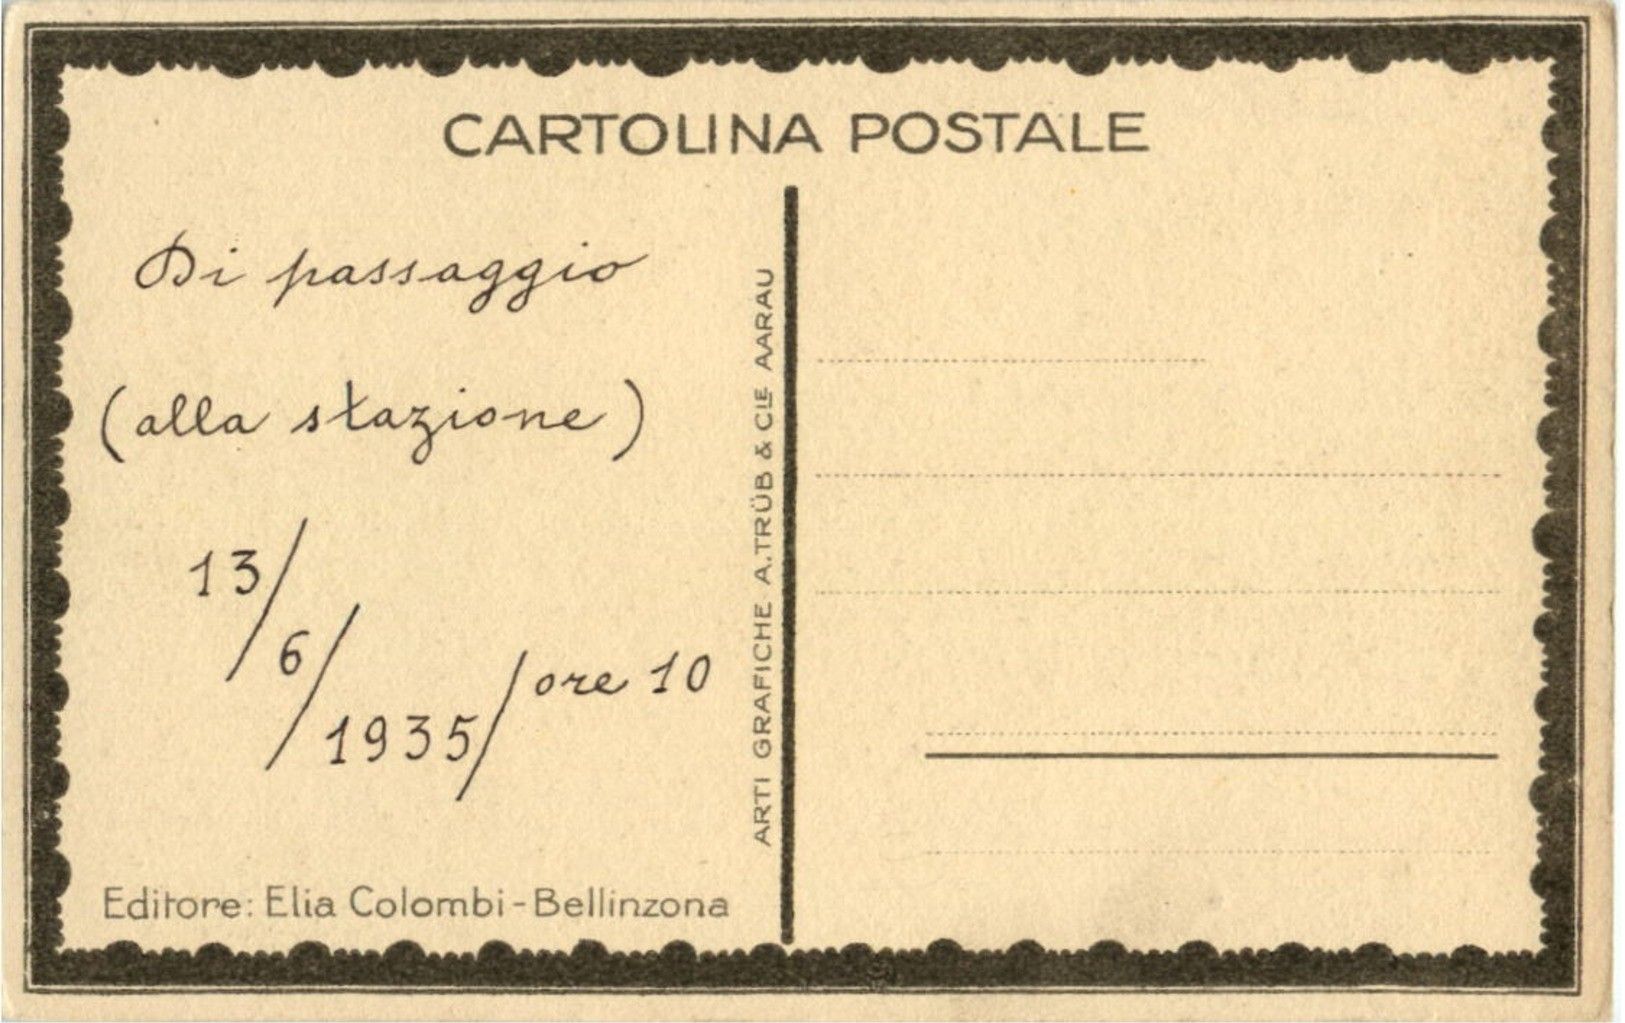 CARTOLINA POSTALE
Di passaggio
(alla stazione)
13/6/1935/ore 10
Editore: Elia Colombi - Bellinzona
ARTI GRAFICHE A. TRÜB & CIE AARAU